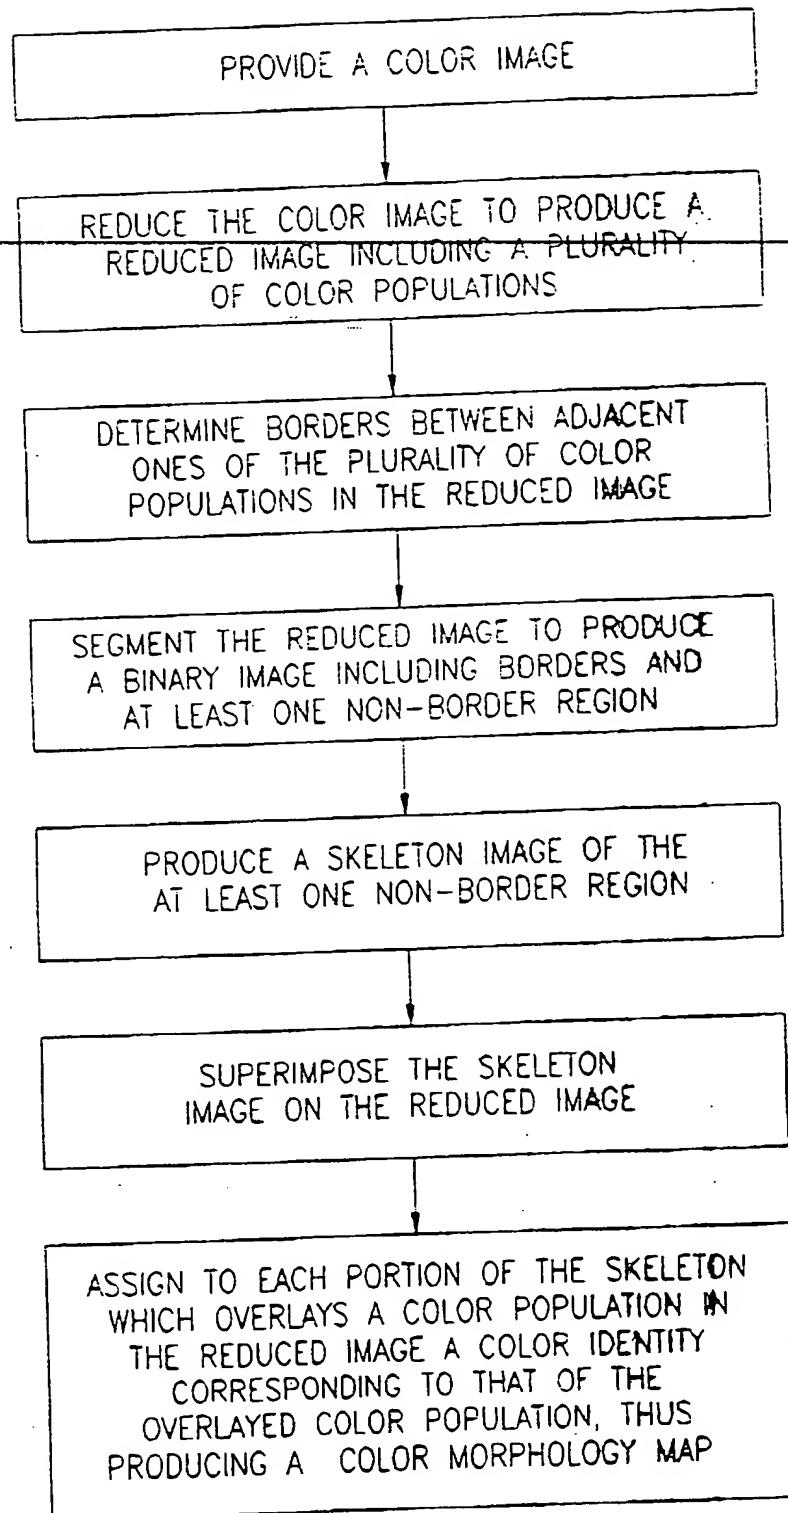 PROVIDE A COLOR IMAGE
REDUCE THE COLOR IMAGE TO PRODUCE A
REDUCED IMAGE INCLUDING A PLURALITY
OF COLOR POPULATIONS
DETERMINE BORDERS BETWEEN ADJACENT
ONES OF THE PLURALITY OF COLOR
POPULATIONS IN THE REDUCED IMAGE
SEGMENT THE REDUCED IMAGE TO PRODUCE
A BINARY IMAGE INCLUDING BORDERS AND
AT LEAST ONE NON-BORDER REGION
PRODUCE A SKELETON IMAGE OF THE
AT LEAST ONE NON-BORDER REGION
SUPERIMPOSE THE SKELETON
IMAGE ON THE REDUCED IMAGE
ASSIGN TO EACH PORTION OF THE SKELETON
WHICH OVERLAYS A COLOR POPULATION IN
THE REDUCED IMAGE A COLOR IDENTITY
CORRESPONDING TO THAT OF THE
OVERLAYED COLOR POPULATION, THUS
PRODUCING A COLOR MORPHOLOGY MAP